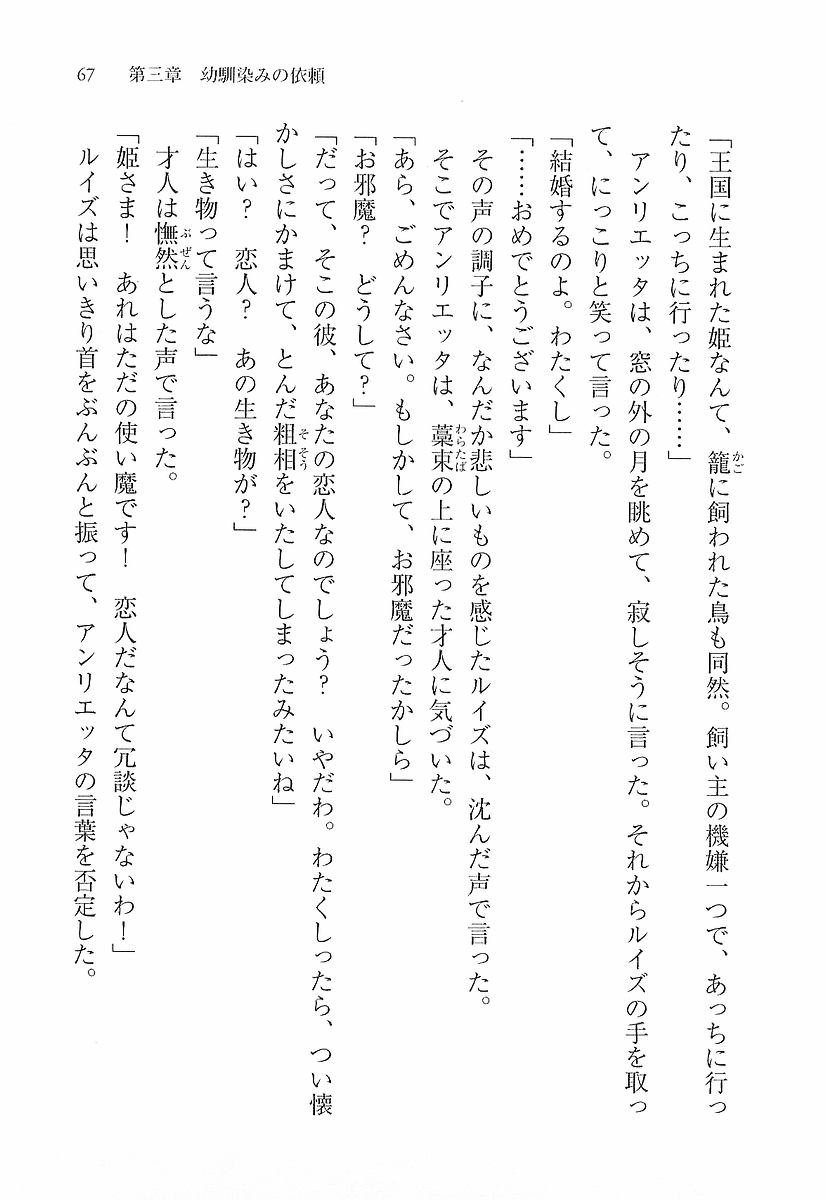 67　第三章　幼馴染みの依頼
「王国に生まれた姫なんて、籠に飼われた鳥も同然。飼い主の機嫌一つで、あっちに行っ
たり、こっちに行ったり……」
　アンリエッタは、窓の外の月を眺めて、寂しそうに言った。それからルイズの手を取っ
て、にっこりと笑って言った。
「結婚するのよ。わたくし」
「……おめでとうございます」
　その声の調子に、なんだか悲しいものを感じたルイズは、沈んだ声で言った。
　そこでアンリエッタは、藁束の上に座った才人に気づいた。
「あら、ごめんなさい。もしかして、お邪魔だったかしら」
「お邪魔？　どうして？」
「だって、そこの彼、あなたの恋人なのでしょう？　いやだわ。わたくしったら、つい懐
かしさにかまけて、とんだ粗相をいたしてしまったみたいね」
「はい？　恋人？　あの生き物が？」
「生き物って言うな」
　才人は憮然とした声で言った。
「姫さま！　あれはただの使い魔です！　恋人だなんて冗談じゃないわ！」
　ルイズは思いきり首をぶんぶんと振って、アンリエッタの言葉を否定した。